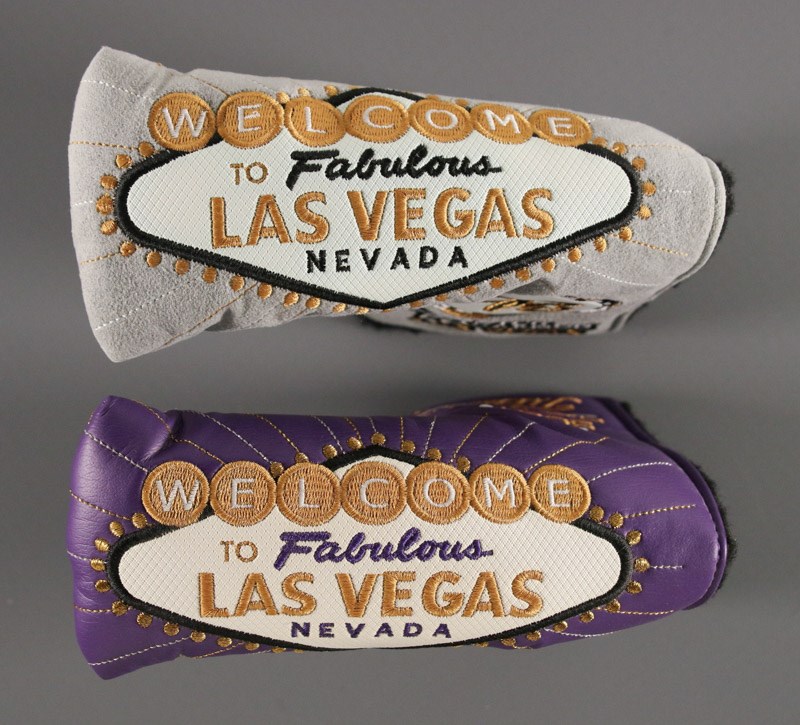 WELCOME
TO Fabulous
LAS VEGAS
NEVADA
WELCOME
TO Fabulous
LAS VEGAS
NEVADA